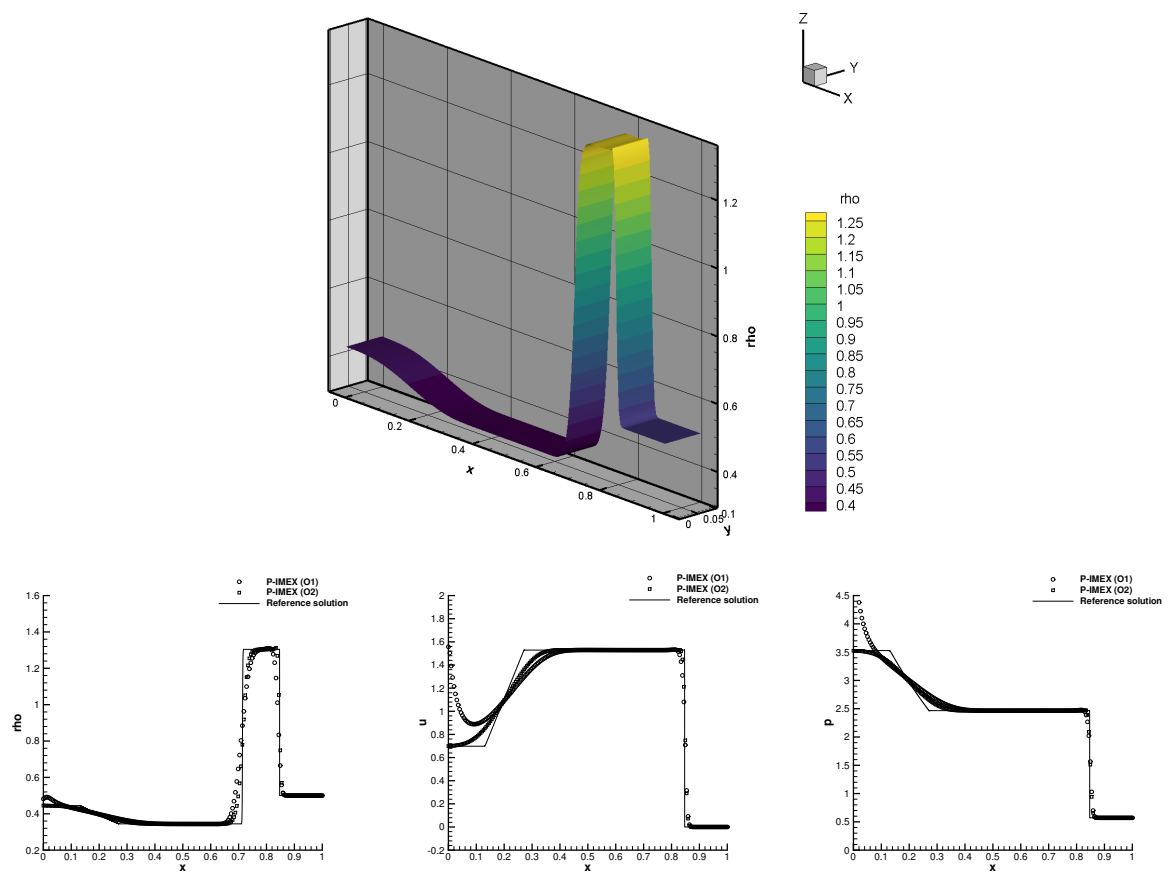 Z
Y
X
rho
1.25
1.2
1.15
1.1
1.05
1
0.95
0.9
0.85
0.8
0.75
0.7
0.65
0.6
0.55
0.5
0.45
0.4
1.2
1
0.8
0.6
0.4
rho
0
0.2
0.4
0.6
0.8
1
x
0
0.05
0.1
y
P-IMEX (O1)
P-IMEX (O2)
Reference solution
1.6
1.4
1.2
1
0.8
0.6
0.4
0.2
rho
0 0.1 0.2 0.3 0.4 0.5 0.6 0.7 0.8 0.9 1
x
P-IMEX (O1)
P-IMEX (O2)
Reference solution
2
1.8
1.6
1.4
1.2
1
0.8
0.6
0.4
0.2
0
-0.2
u
0 0.1 0.2 0.3 0.4 0.5 0.6 0.7 0.8 0.9 1
x
P-IMEX (O1)
P-IMEX (O2)
Reference solution
4.5
4
3.5
3
2.5
2
1.5
1
0.5
0
p
0 0.1 0.2 0.3 0.4 0.5 0.6 0.7 0.8 0.9 1
x